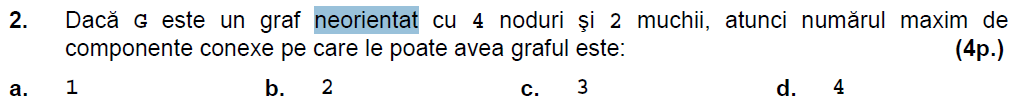 2. Dacă G este un graf neorientat cu 4 noduri şi 2 muchii, atunci numărul maxim de
componente conexe pe care le poate avea graful este: (4p.)
a. 1 b. 2 c. 3 d. 4